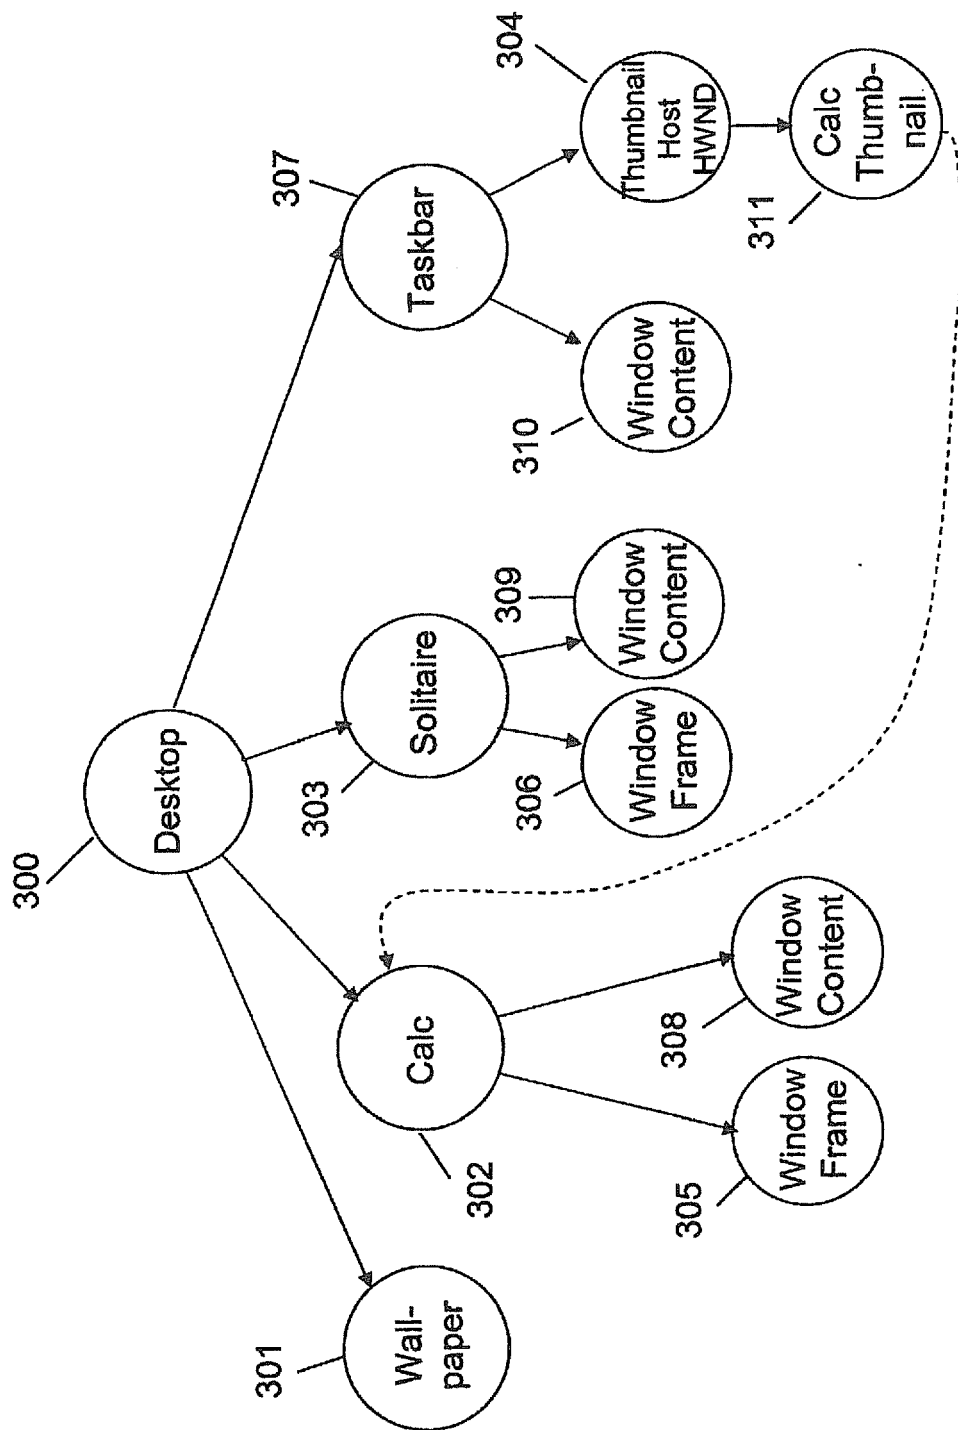 300
Desktop
301
Wall-
paper
302
Calc
303
Solitaire
307
Taskbar
305
Window
Frame
308
Window
Content
306
Window
Frame
309
Window
Content
310
Window
Content
304
Thumbnail
Host
HWND
311
Calc
Thumb-
nail